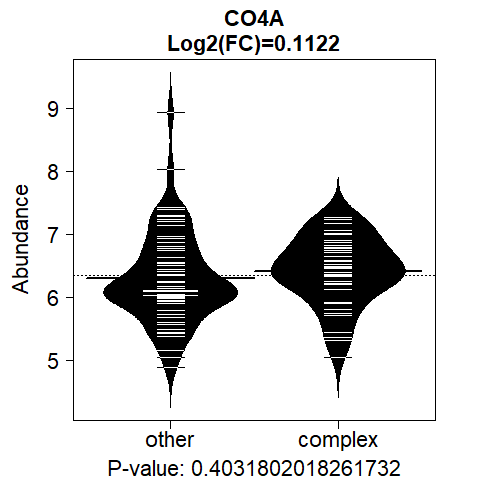 CO4A
Log2(FC)=0.1122
Abundance
9
8
7
6
5
other complex
P-value: 0.4031802018261732